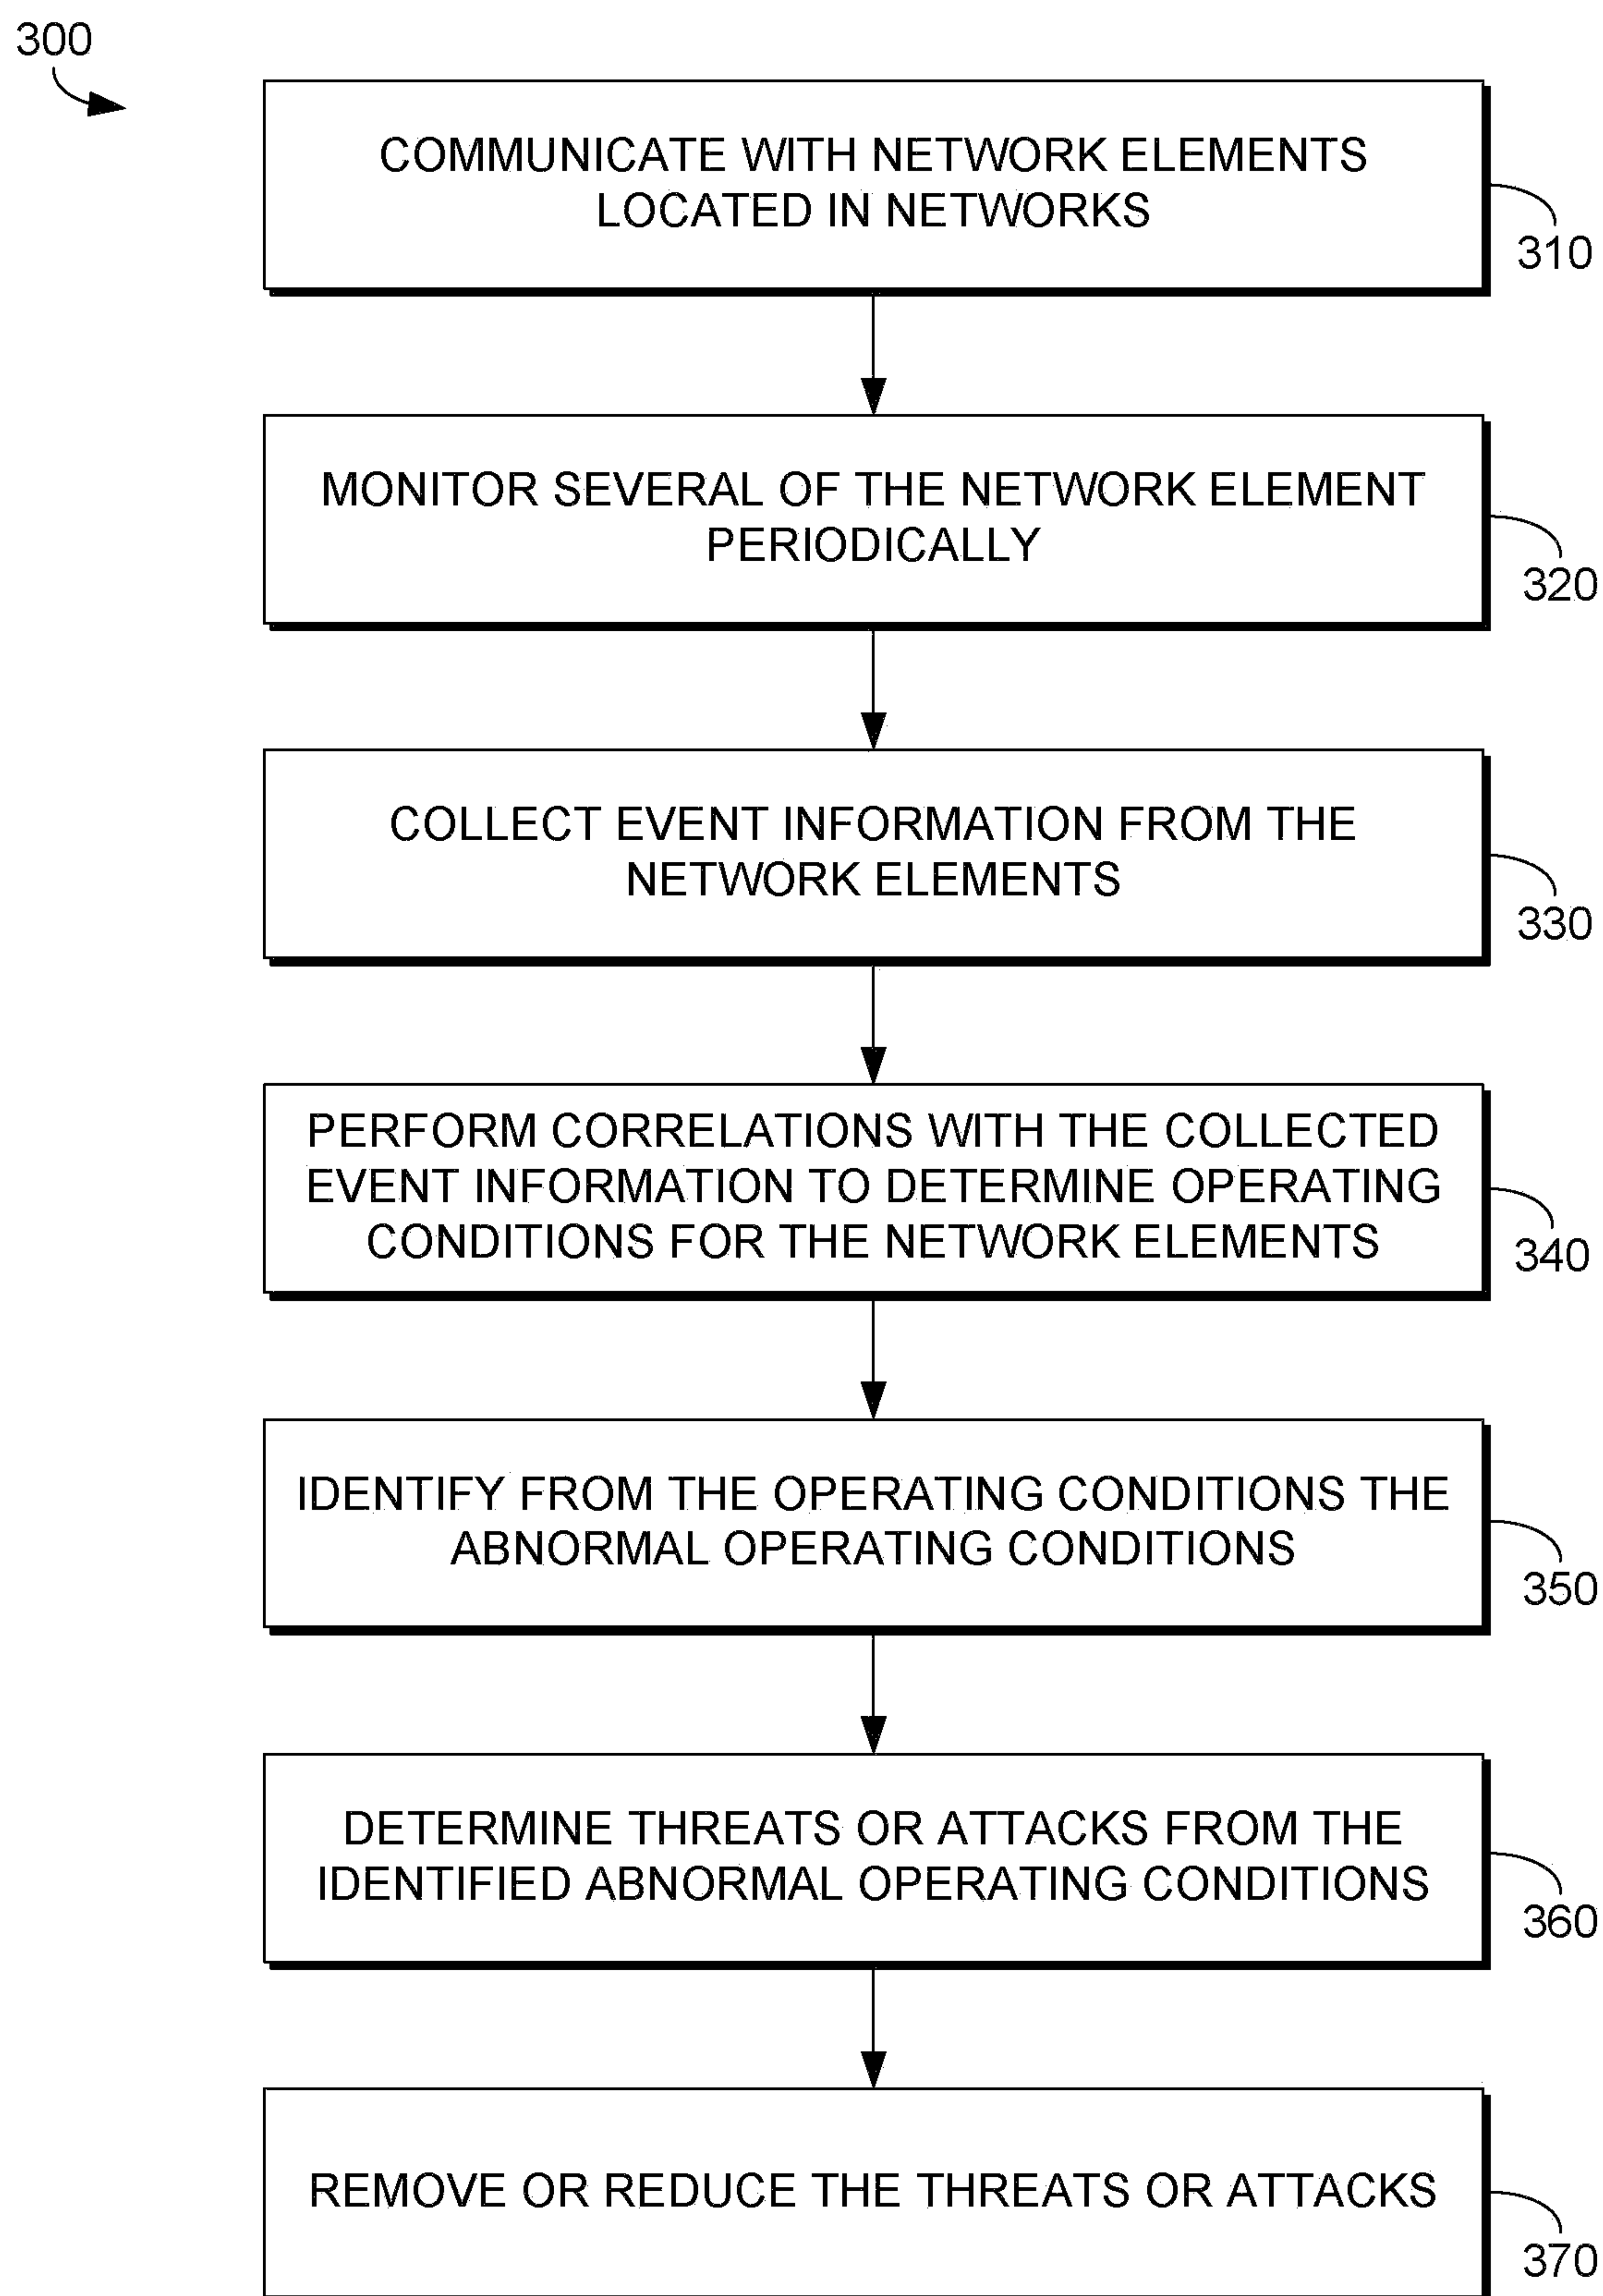 300
COMMUNICATE WITH NETWORK ELEMENTS
LOCATED IN NETWORKS
310
MONITOR SEVERAL OF THE NETWORK ELEMENT
PERIODICALLY
320
COLLECT EVENT INFORMATION FROM THE
NETWORK ELEMENTS
330
PERFORM CORRELATIONS WITH THE COLLECTED
EVENT INFORMATION TO DETERMINE OPERATING
CONDITIONS FOR THE NETWORK ELEMENTS
340
IDENTIFY FROM THE OPERATING CONDITIONS THE
ABNORMAL OPERATING CONDITIONS
350
DETERMINE THREATS OR ATTACKS FROM THE
IDENTIFIED ABNORMAL OPERATING CONDITIONS
360
REMOVE OR REDUCE THE THREATS OR ATTACKS
370